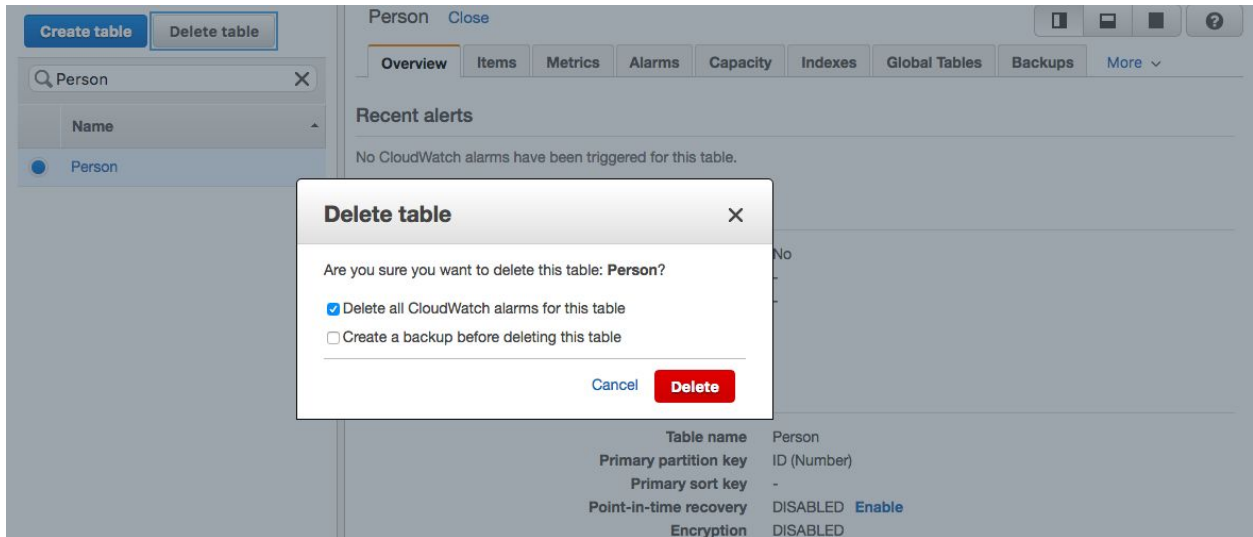 Create table
Delete table
Person
Name
Person
Person Close
Overview Items Metrics Alarms Capacity Indexes Global Tables Backups More
Recent alerts
No CloudWatch alarms have been triggered for this table.
Delete table
Are you sure you want to delete this table: Person?
Delete all CloudWatch alarms for this table
Create a backup before deleting this table
Cancel Delete
No
-
-
Table name Person
Primary partition key ID (Number)
Primary sort key -
Point-in-time recovery DISABLED Enable
Encryption DISABLED